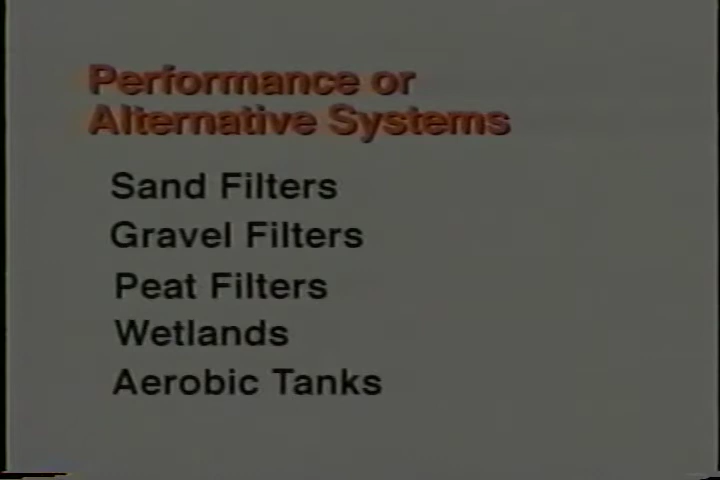 Performance or
Alternative Systems
Sand Filters
Gravel Filters
Peat Filters
Wetlands
Aerobic Tanks